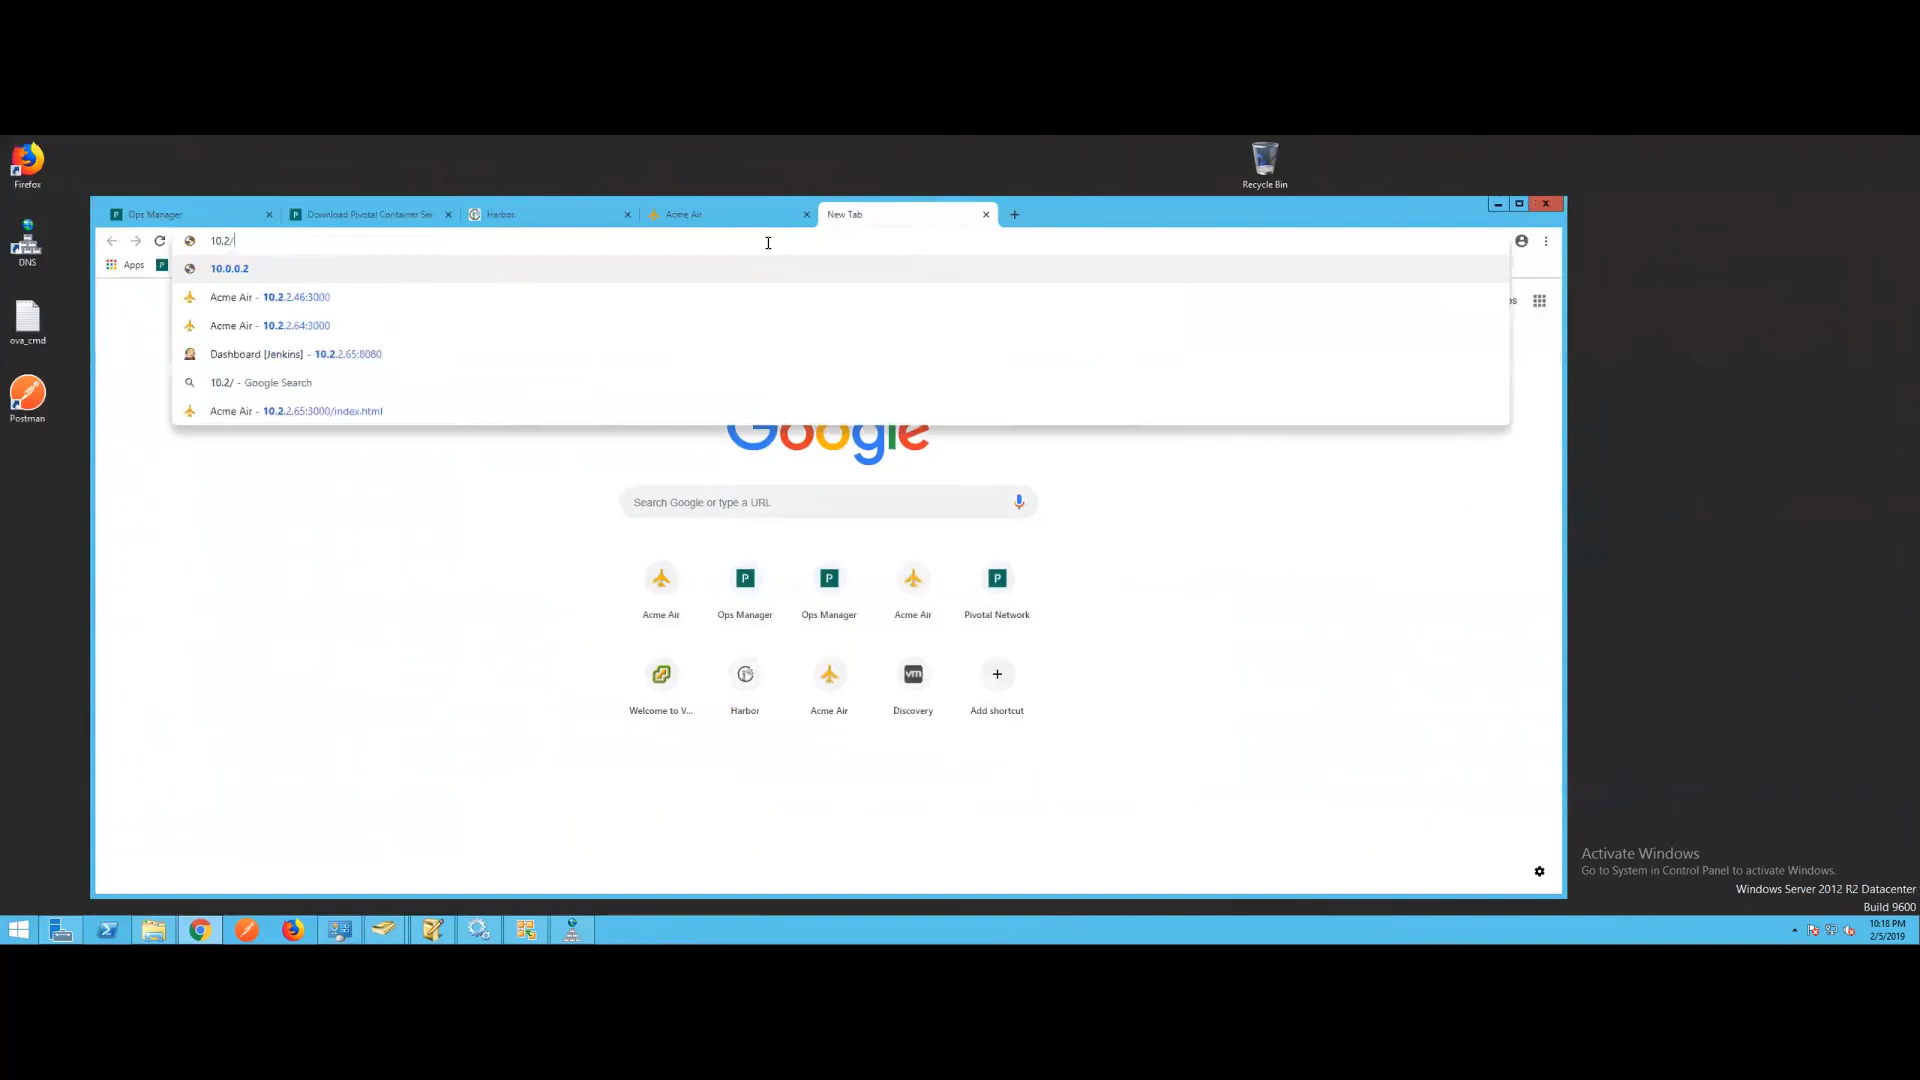 Firefox
DNS
ova_cmd
Postman
Recycle Bin
Ops Manager
Download Pivotal Container Ser
Harbor
Acme Air
New Tab
10.2/
Apps
10.0.0.2
Acme Air - 10.2.2.46:3000
Acme Air - 10.2.2.64:3000
Dashboard [Jenkins] - 10.2.2.65:8080
10.2/ - Google Search
Acme Air - 10.2.2.65:3000/index.html
Google
Search Google or type a URL
Acme Air
Ops Manager
Ops Manager
Acme Air
Pivotal Network
Welcome to V...
Harbor
Acme Air
Discovery
Add shortcut
Activate Windows
Go to System in Control Panel to activate Windows.
Windows Server 2012 R2 Datacenter
Build 9600
10:18 PM
2/5/2019